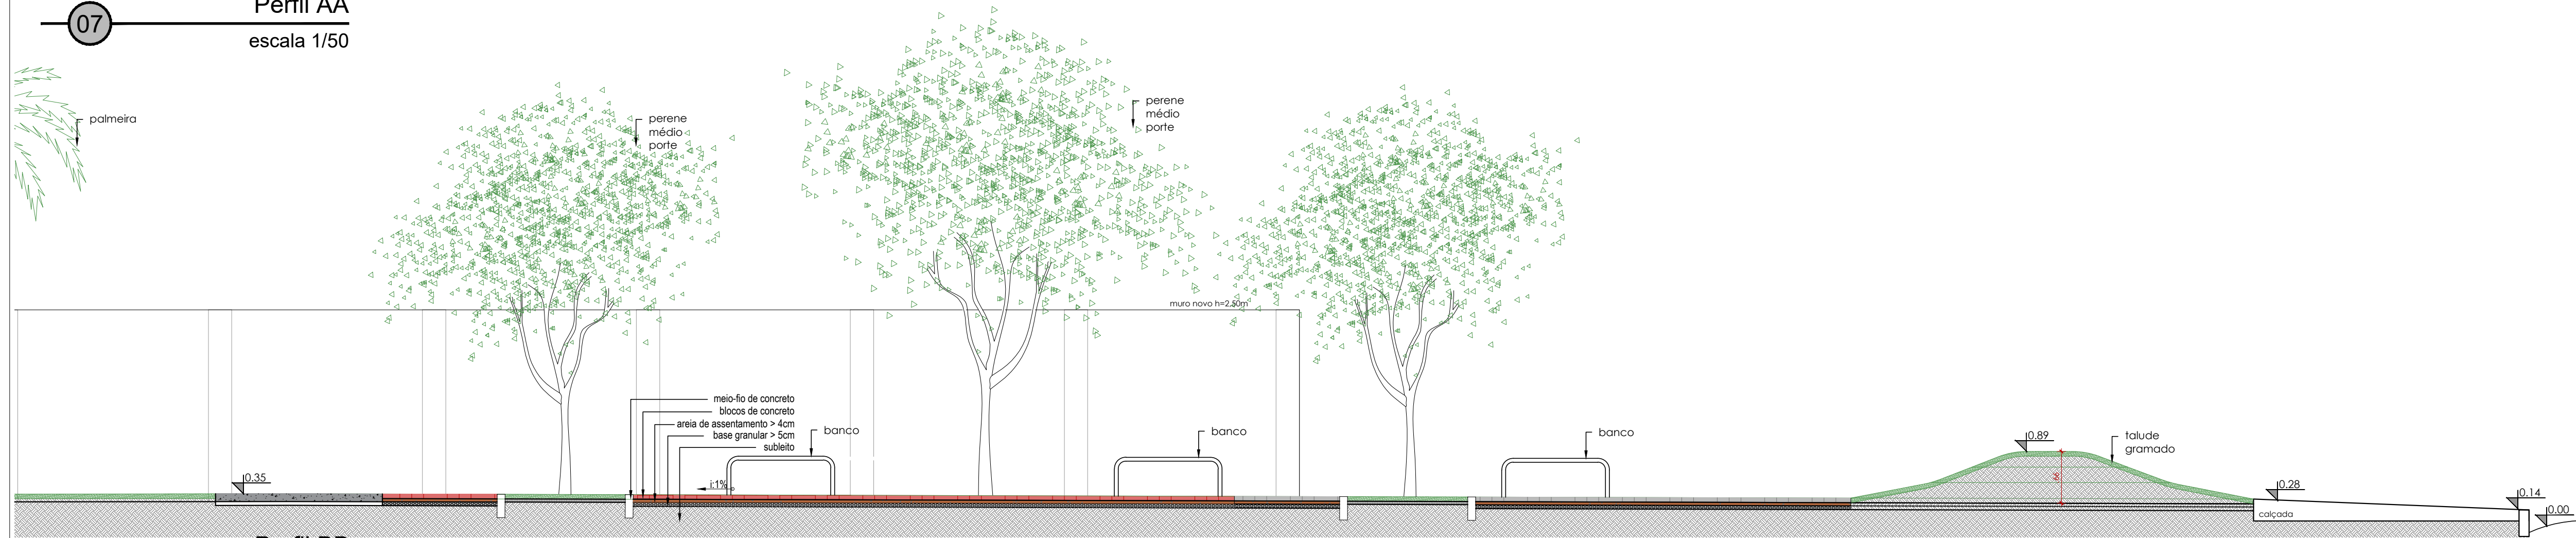 Perfil AA
07
escala 1/50
palmeira
perene
médio
porte
perene
médio
porte
muro novo h=2.50m
meio-fio de concreto
blocos de concreto
areia de assentamento > 4cm
base granular > 5cm
subleito
banco
banco
banco
0.89
talude
gramado
66
0.35
i:1%
0.28
0.14
0.00
calçada